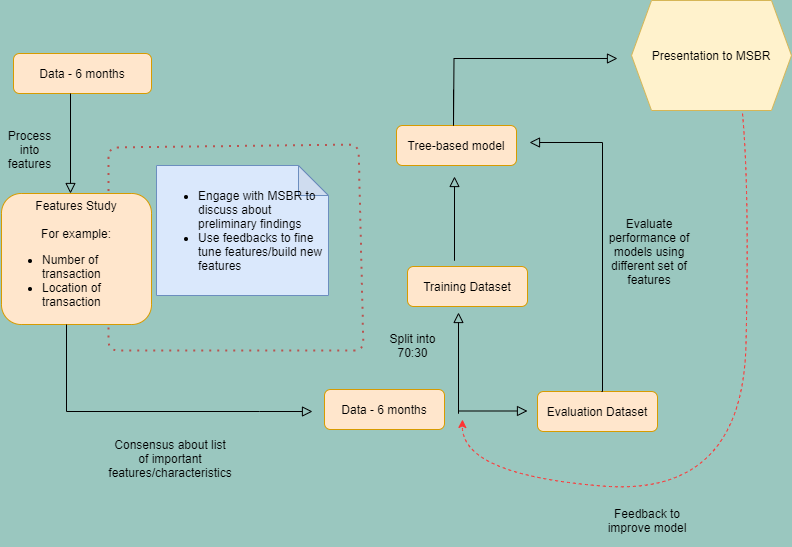 Presentation to MSBR
Data - 6 months
Process
into
features
Tree-based model
Features Study
For example:
Number of
transaction
Location of
transaction
Engage with MSBR to
discuss about
preliminary findings
Use feedbacks to fine
tune features/build new
features
Evaluate
performance of
models using
different set of
features
Training Dataset
Split into
70:30
Data - 6 months
Evaluation Dataset
Consensus about list
of important
features/characteristics
Feedback to
improve model